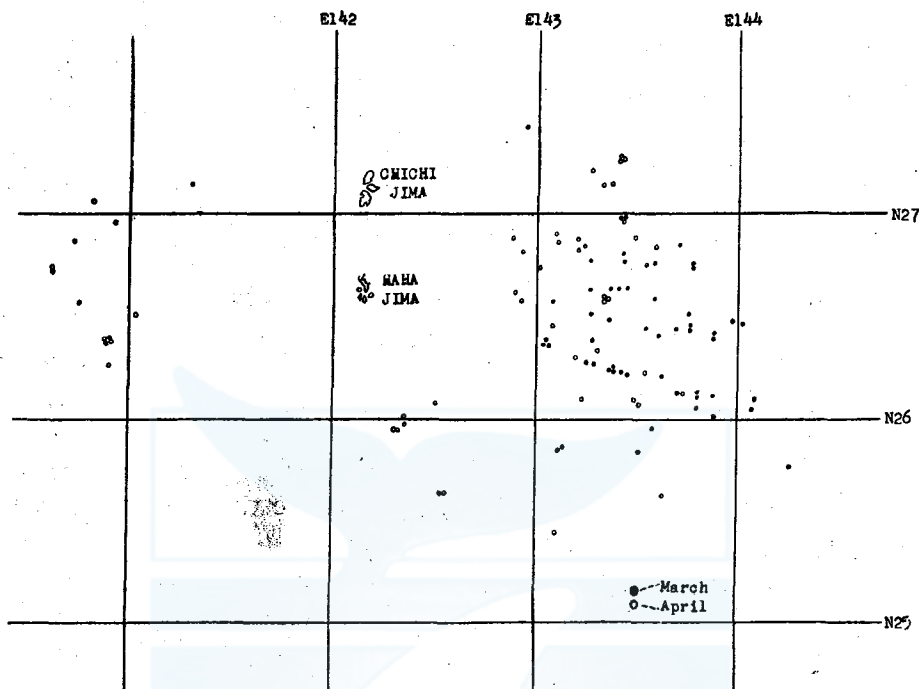 E142
E143
E144
CHICHI
JIMA
N27
HAHA
JIMA
N26
March
April
N25